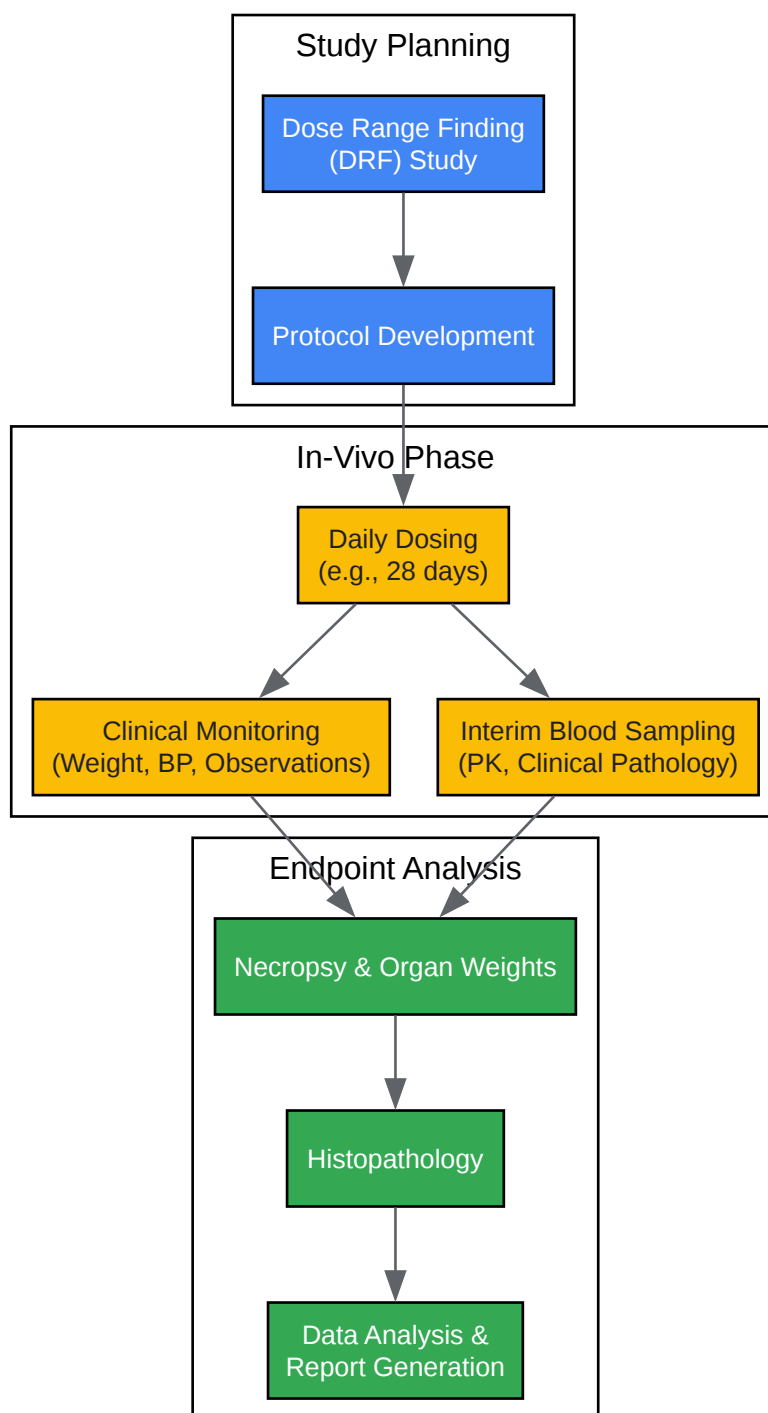 Study Planning
Dose Range Finding
(DRF) Study
Protocol Development
In-Vivo Phase
Daily Dosing
(e.g., 28 days)
Clinical Monitoring
(Weight, BP, Observations)
Interim Blood Sampling
(PK, Clinical Pathology)
Endpoint Analysis
Necropsy & Organ Weights
Histopathology
Data Analysis &
Report Generation